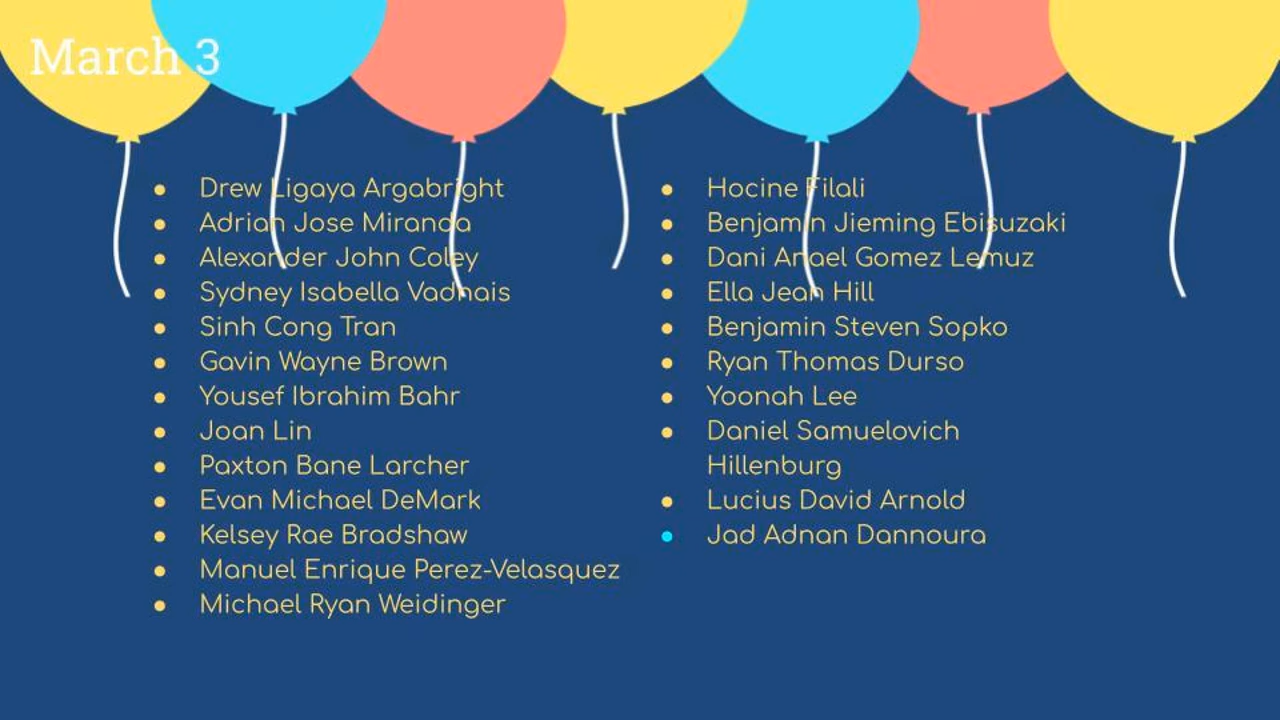 March 3
● Drew Ligaya Argabright
● Adrian Jose Miranda
● Alexander John Coley
● Sydney Isabella Vadnais
● Sinh Cong Tran
● Gavin Wayne Brown
● Yousef Ibrahim Bahr
● Joan Lin
● Paxton Bane Larcher
● Evan Michael DeMark
● Kelsey Rae Bradshaw
● Manuel Enrique Perez-Velasquez
● Michael Ryan Weidinger
● Hocine Filali
● Benjamin Jieming Ebisuzaki
● Dani Anael Gomez Lemuz
● Ella Jean Hill
● Benjamin Steven Sopko
● Ryan Thomas Durso
● Yoonah Lee
● Daniel Samuelovich
Hillenburg
● Lucius David Arnold
● Jad Adnan Dannoura